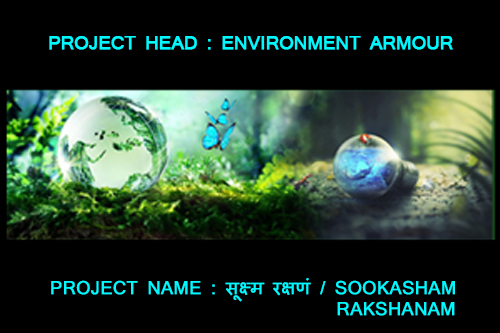 PROJECT HEAD : ENVIRONMENT ARMOUR
PROJECT NAME : सूक्ष्म रक्षणं / SOOKASHAM
RAKSHANAM